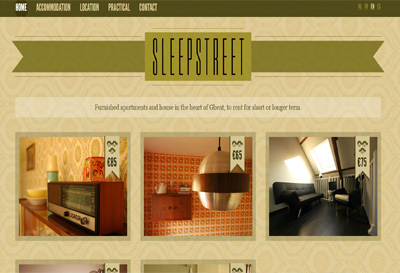 HOME ACCOMMODATION LOCATION PRACTICAL CONTACT
SLEEPSTREET
Furnished apartments and house in the heart of Ghent, to rent for short or longer term.
€85 €85 €75